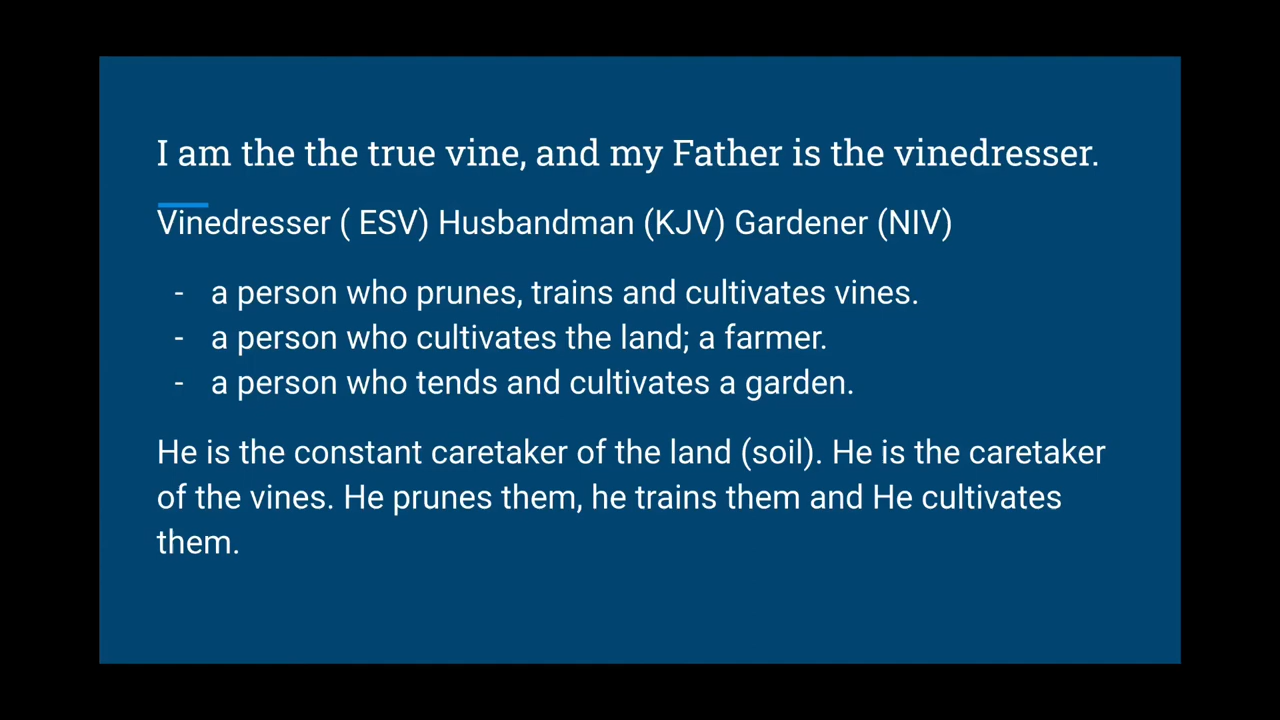 I am the the true vine, and my Father is the vinedresser.
Vinedresser ( ESV) Husbandman (KJV) Gardener (NIV)
- a person who prunes, trains and cultivates vines.
- a person who cultivates the land; a farmer.
- a person who tends and cultivates a garden.
He is the constant caretaker of the land (soil). He is the caretaker
of the vines. He prunes them, he trains them and He cultivates
them.